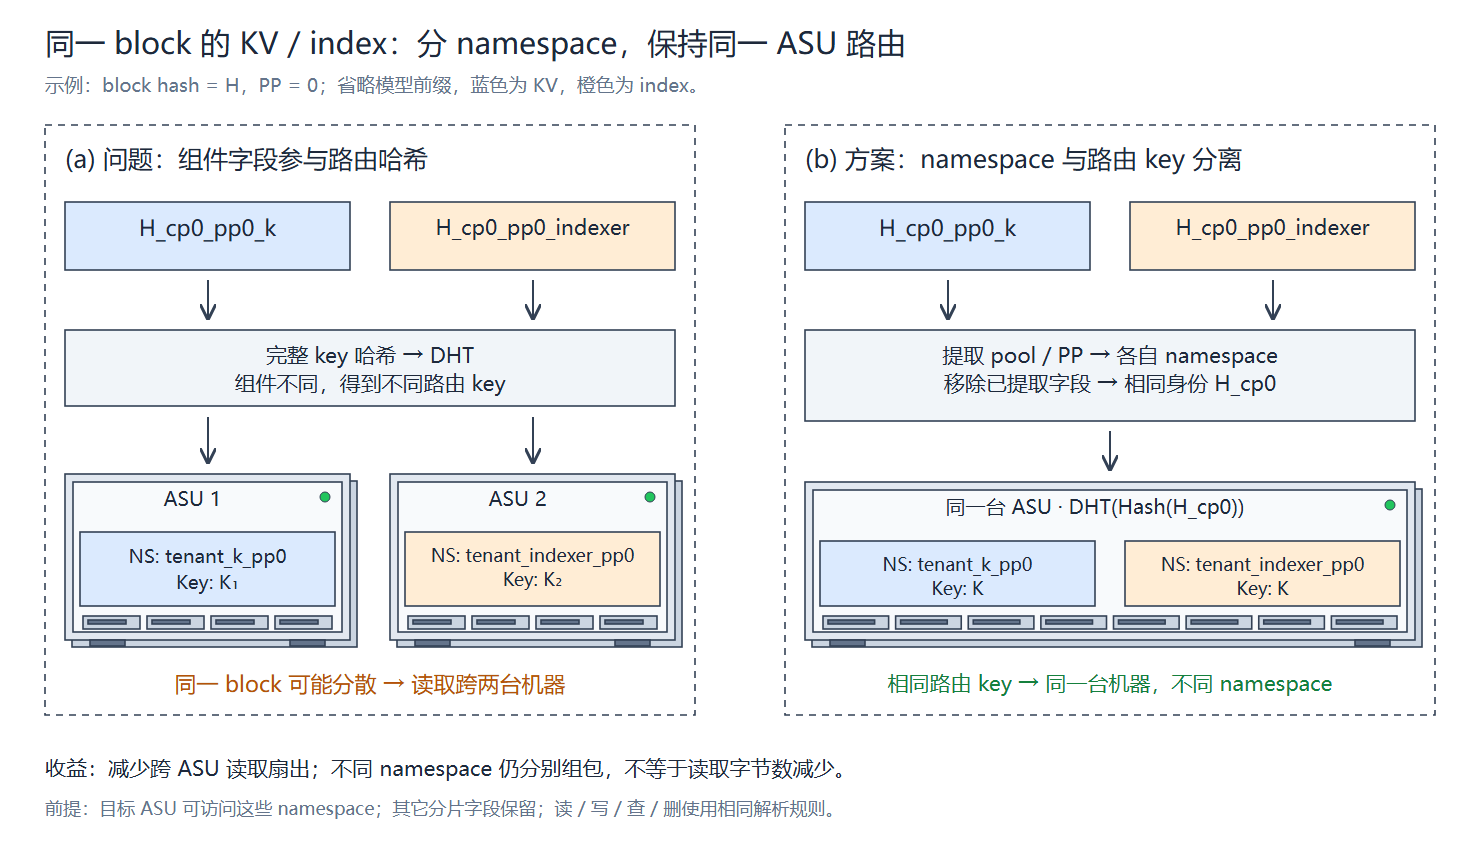 同一 block 的 KV / index：分 namespace，保持同一 ASU 路由
示例：block hash = H，PP = 0；省略模型前缀，蓝色为 KV，橙色为 index。
(a) 问题：组件字段参与路由哈希
H_cp0_pp0_k
H_cp0_pp0_indexer
完整 key 哈希 → DHT
组件不同，得到不同路由 key
ASU 1
NS: tenant_k_pp0
Key: K₁
ASU 2
NS: tenant_indexer_pp0
Key: K₂
同一 block 可能分散 → 读取跨两台机器
(b) 方案：namespace 与路由 key 分离
H_cp0_pp0_k
H_cp0_pp0_indexer
提取 pool / PP → 各自 namespace
移除已提取字段 → 相同身份 H_cp0
同一台 ASU · DHT(Hash(H_cp0))
NS: tenant_k_pp0
Key: K
NS: tenant_indexer_pp0
Key: K
相同路由 key → 同一台机器，不同 namespace
收益：减少跨 ASU 读取扇出；不同 namespace 仍分别组包，不等于读取字节数减少。
前提：目标 ASU 可访问这些 namespace；其它分片字段保留；读 / 写 / 查 / 删使用相同解析规则。